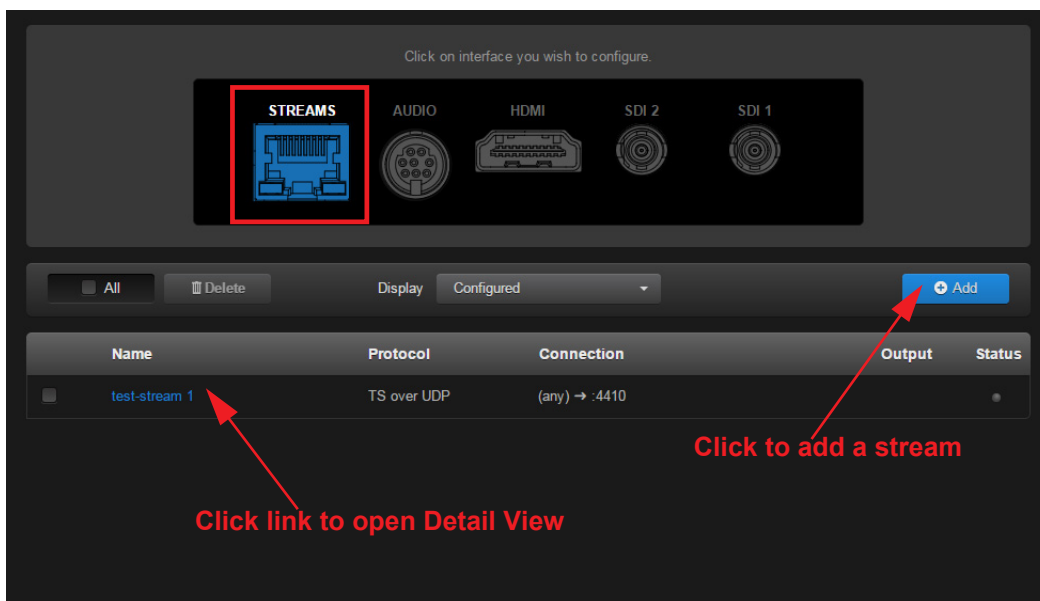 Click on interface you wish to configure.
STREAMS AUDIO HDMI SDI 2 SDI 1
All Delete Display Configured Add
Name Protocol Connection Output Status
test-stream 1 TS over UDP (any) → :4410
Click to add a stream
Click link to open Detail View